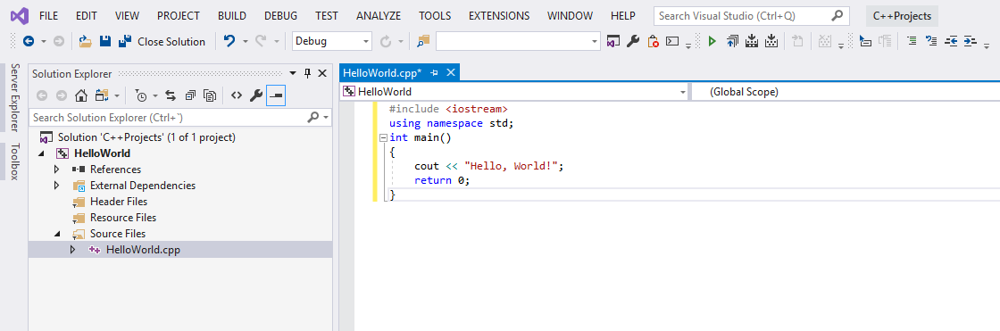 FILE EDIT VIEW PROJECT BUILD DEBUG TEST ANALYZE TOOLS EXTENSIONS WINDOW HELP Search Visual Studio (Ctrl+Q) C++Projects
Close Solution Debug
Server Explorer
Toolbox
Solution Explorer
Search Solution Explorer (Ctrl+`)
Solution 'C++Projects' (1 of 1 project)
HelloWorld
References
External Dependencies
Header Files
Resource Files
Source Files
HelloWorld.cpp
HelloWorld.cpp*
HelloWorld (Global Scope)
#include <iostream>
using namespace std;
int main()
{
cout << "Hello, World!";
return 0;
}